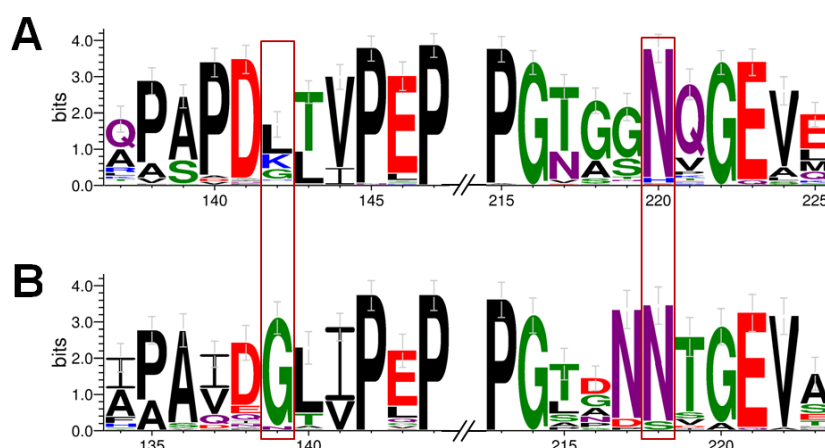 A
bits
4.0
3.0
2.0
1.0
0.0
Q P A P D L T V P E P P G T G G N Q G E V E
A A S K L N A S V A L
G M
140 145 215 220 225
B
bits
4.0
3.0
2.0
1.0
0.0
I P A I D G L I P E P P G T D N N T G E V A
A A V E T V L L G D S S
Q
135 140 215 220